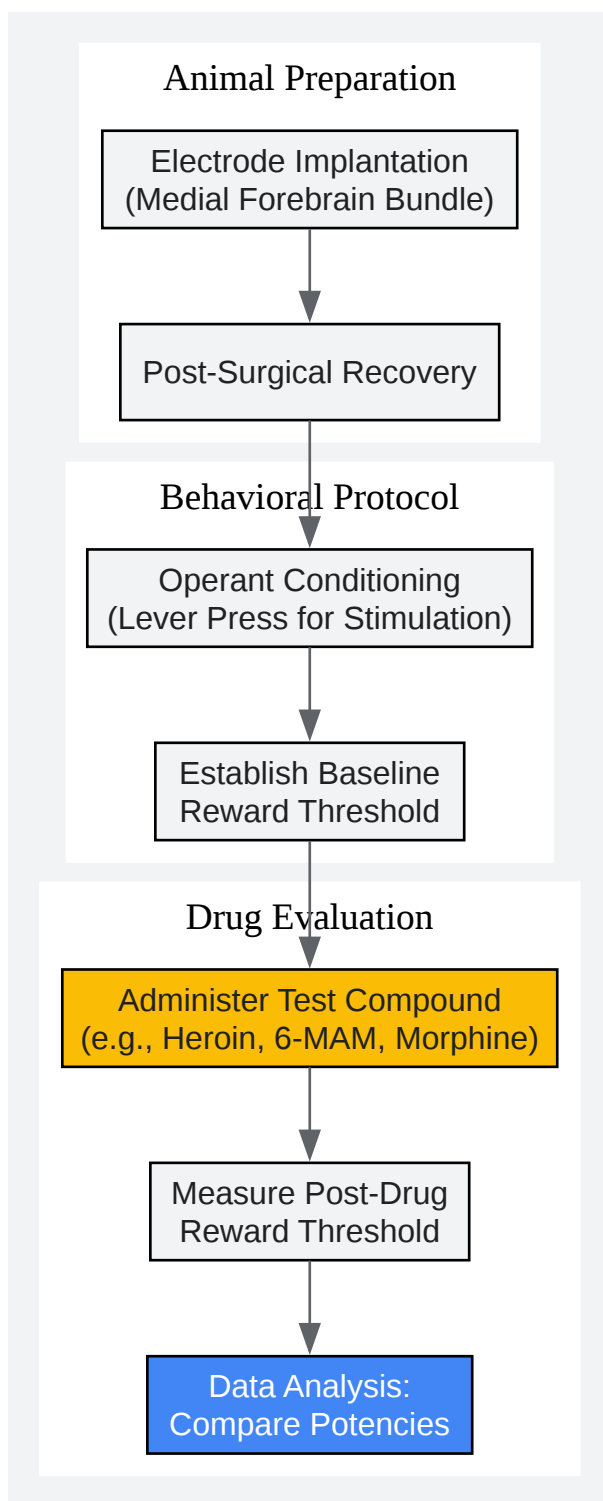 Animal Preparation
Electrode Implantation
(Medial Forebrain Bundle)
Post-Surgical Recovery
Behavioral Protocol
Operant Conditioning
(Lever Press for Stimulation)
Establish Baseline
Reward Threshold
Drug Evaluation
Administer Test Compound
(e.g., Heroin, 6-MAM, Morphine)
Measure Post-Drug
Reward Threshold
Data Analysis:
Compare Potencies